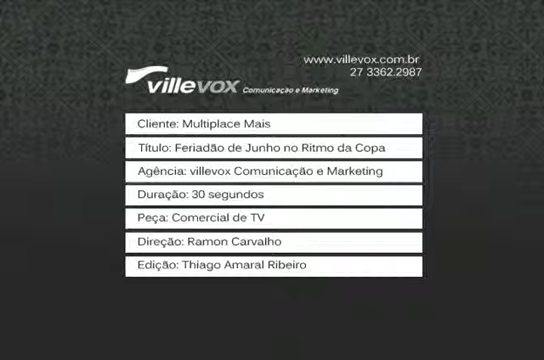 www.villevox.com.br
27 3362.2987
villevox Comunicação e Marketing
Cliente: Multiplace Mais
Título: Feriadão de Junho no Ritmo da Copa
Agência: villevox Comunicação e Marketing
Duração: 30 segundos
Peça: Comercial de TV
Direção: Ramon Carvalho
Edição: Thiago Amaral Ribeiro